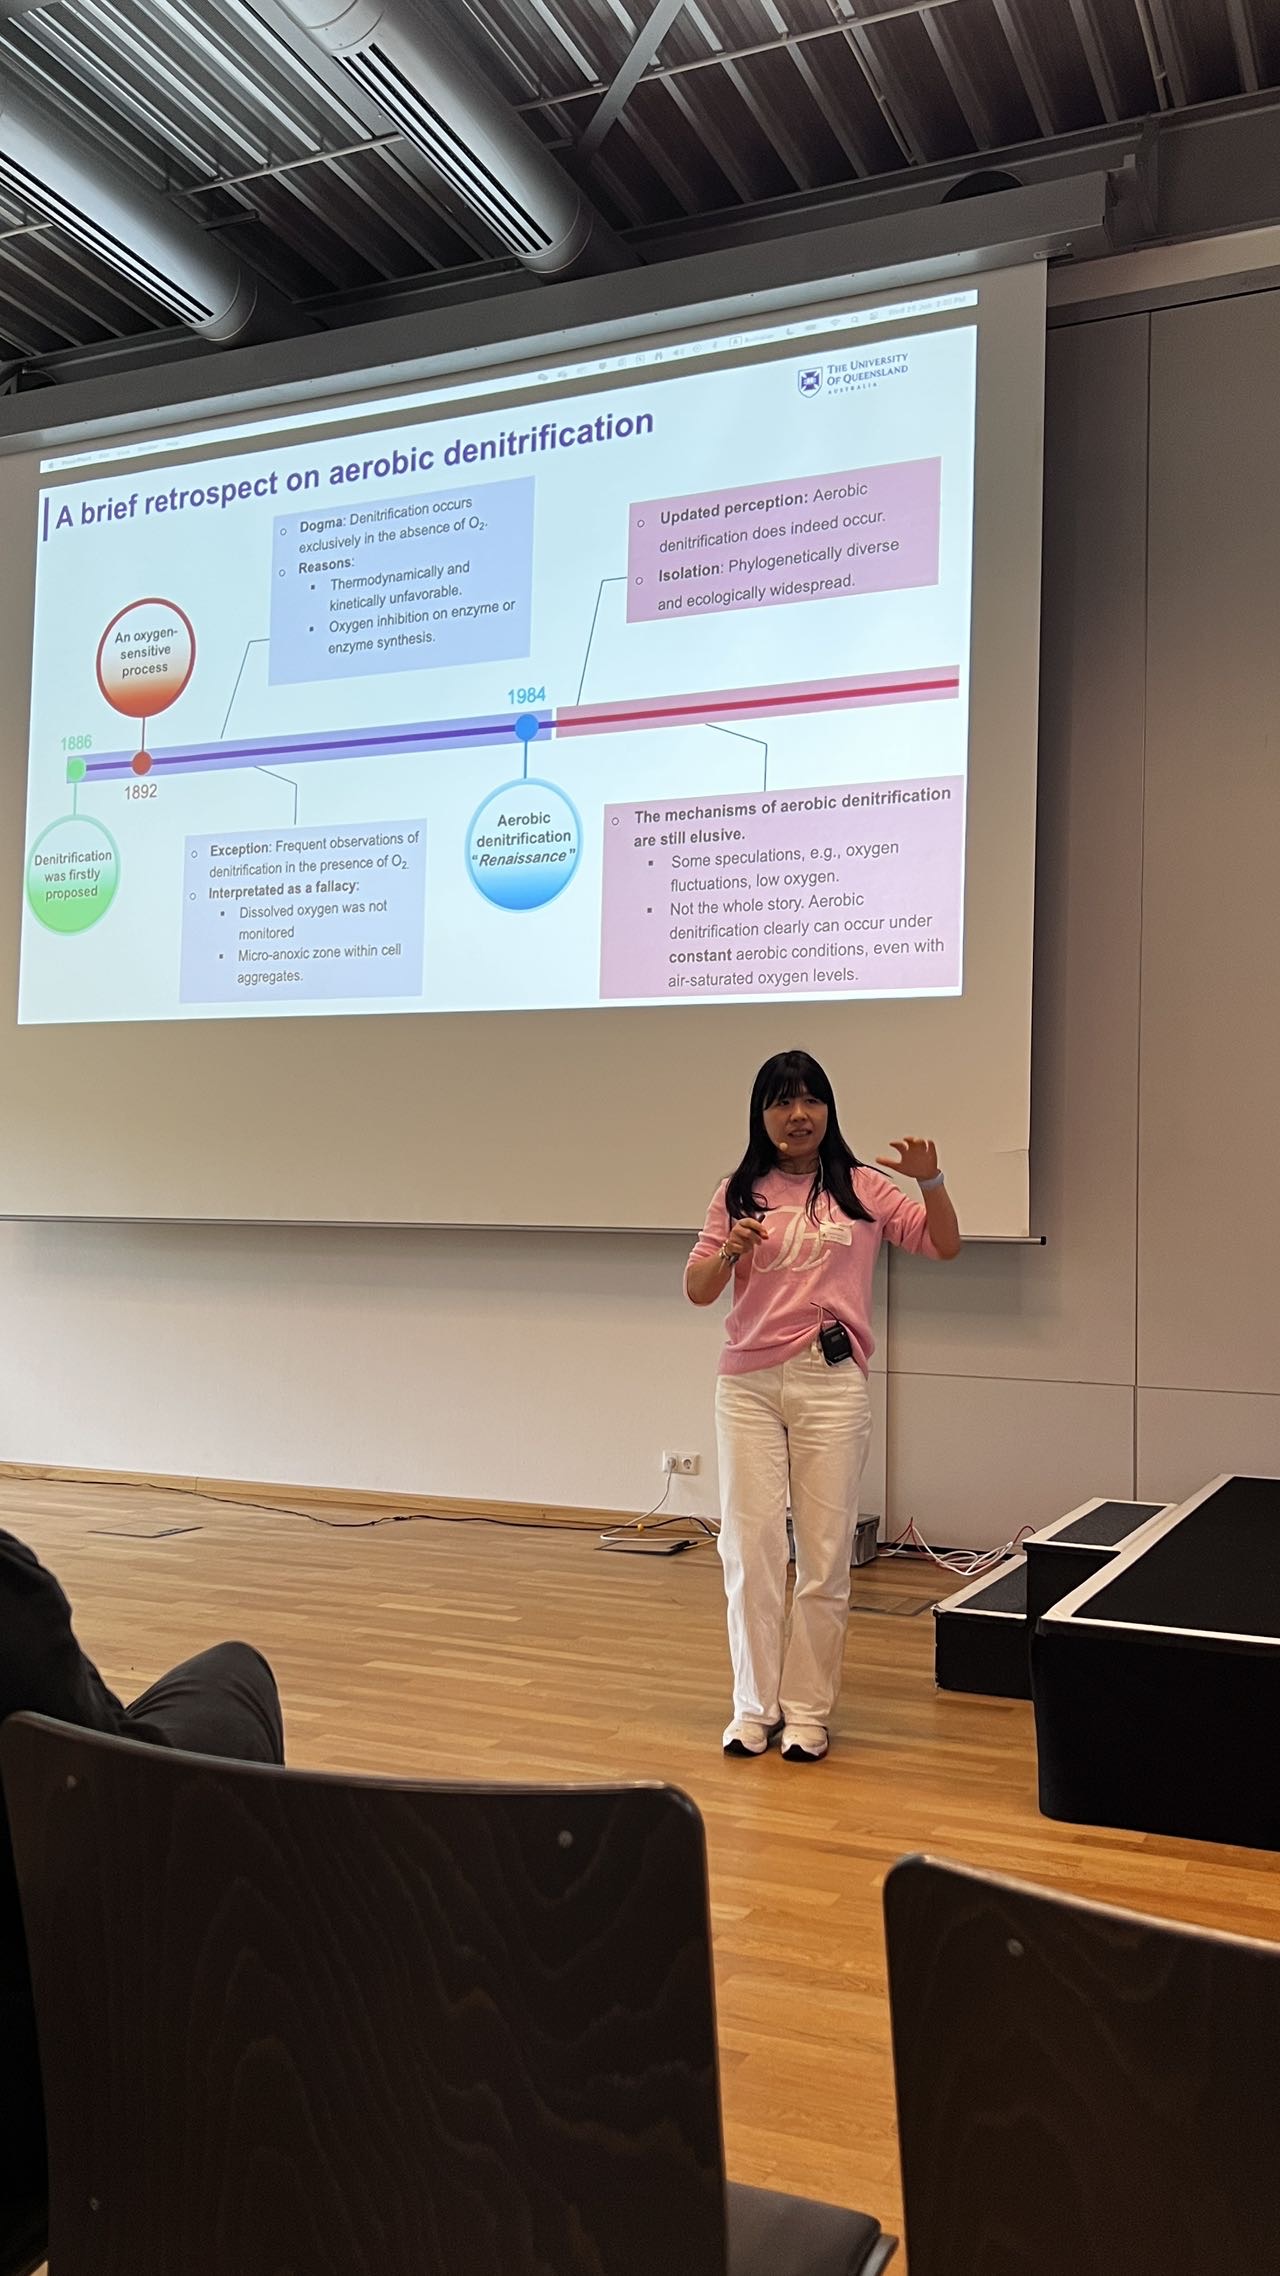 THE UNIVERSITY
OF QUEENSLAND
AUSTRALIA
A brief retrospect on aerobic denitrification
○ Dogma: Denitrification occurs
exclusively in the absence of O₂.
○ Reasons:
▪ Thermodynamically and
kinetically unfavorable.
▪ Oxygen inhibition on enzyme or
enzyme synthesis.
○ Updated perception: Aerobic
denitrification does indeed occur.
○ Isolation: Phylogenetically diverse
and ecologically widespread.
An oxygen-
sensitive
process
1886
1892
1984
Denitrification
was firstly
proposed
○ Exception: Frequent observations of
denitrification in the presence of O₂.
○ Interpretated as a fallacy:
▪ Dissolved oxygen was not
monitored
▪ Micro-anoxic zone within cell
aggregates.
Aerobic
denitrification
“Renaissance”
○ The mechanisms of aerobic denitrification
are still elusive.
▪ Some speculations, e.g., oxygen
fluctuations, low oxygen.
▪ Not the whole story. Aerobic
denitrification clearly can occur under
constant aerobic conditions, even with
air-saturated oxygen levels.